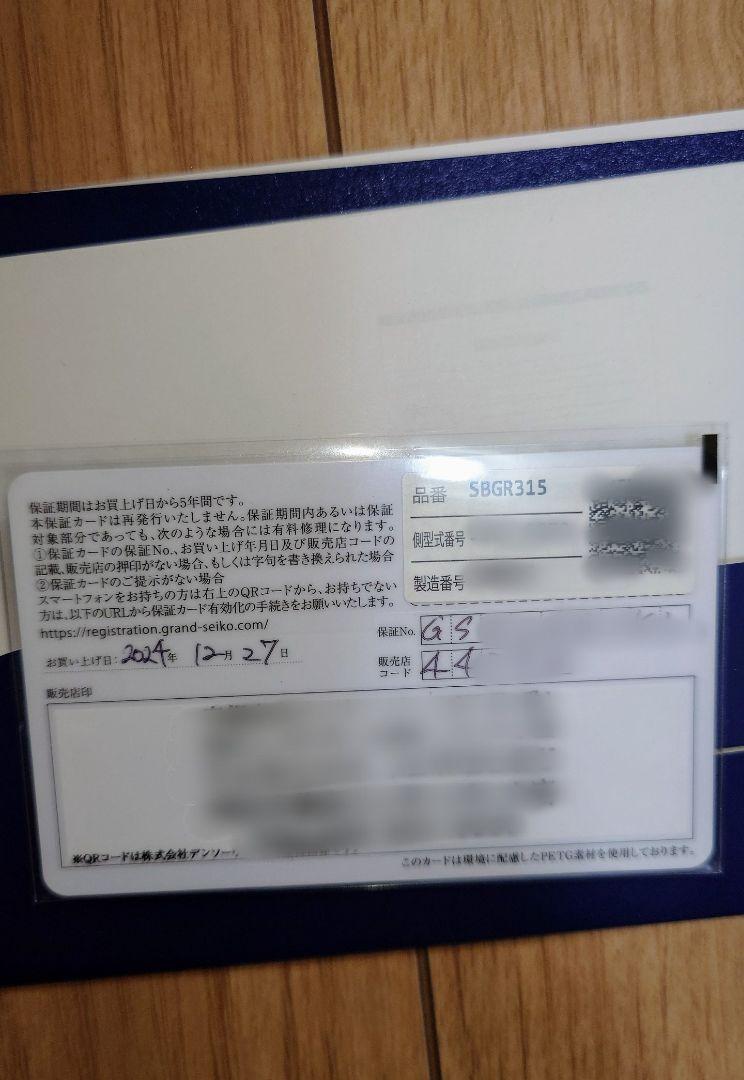 保証期間はお買上げ日から5年間です。
本保証カードは再発行いたしません。保証期間内あるいは保証
対象部分であっても、次のような場合には有料修理になります。
①保証カードの保証No.、お買い上げ年月日及び販売店コードの
記載、販売店の押印がない場合、もしくは字句を書き換えられた場合
②保証カードのご提示がない場合
スマートフォンをお持ちの方は右上のQRコードから、お持ちでない
方は、以下のURLから保証カード有効化の手続きをお願いいたします。
https://registration.grand-seiko.com/
お買い上げ日: 2024年 12月 27日
品番 SBGR315
側型式番号
製造番号
保証No. GS
販売店
コード 44
販売店印
※QRコードは株式会社デンソー
このカードは環境に配慮したPETG素材を使用しております。